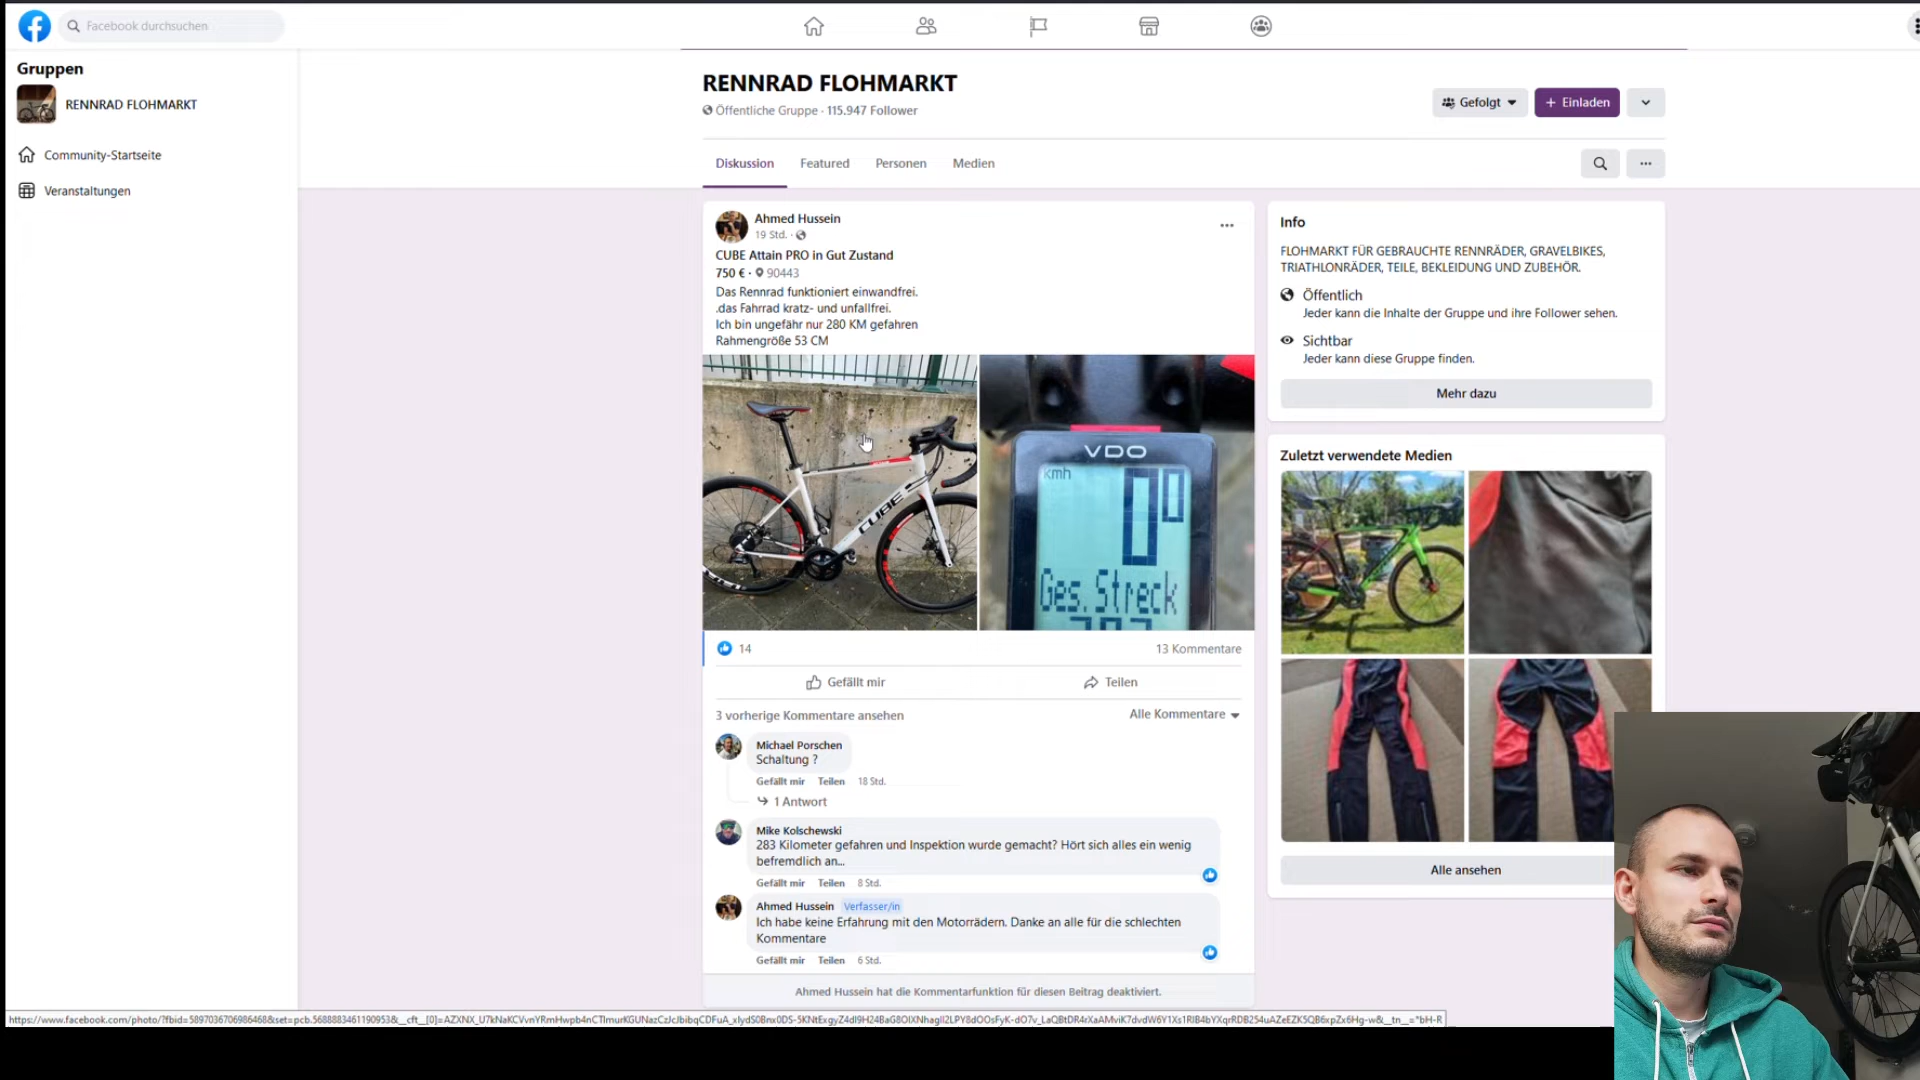 Facebook durchsuchen
Gruppen
RENNRAD FLOHMARKT
Community-Startseite
Veranstaltungen
RENNRAD FLOHMARKT
Öffentliche Gruppe · 115.947 Follower
Gefolgt
+ Einladen
Diskussion
Featured
Personen
Medien
Ahmed Hussein
19 Std. ·
CUBE Attain PRO in Gut Zustand
750 € · 90443
Das Rennrad funktioniert einwandfrei.
.das Fahrrad kratz- und unfallfrei.
Ich bin ungefähr nur 280 KM gefahren
Rahmengröße 53 CM
CUBE
VDO
kmh
0⁰
Ges. Streck
14
13 Kommentare
Gefällt mir
Teilen
3 vorherige Kommentare ansehen
Alle Kommentare
Michael Porschen
Schaltung ?
Gefällt mir Teilen 18 Std.
1 Antwort
Mike Kolschewski
283 Kilometer gefahren und Inspektion wurde gemacht? Hört sich alles ein wenig
befremdlich an...
Gefällt mir Teilen 8 Std.
Ahmed Hussein Verfasser/in
Ich habe keine Erfahrung mit den Motorrädern. Danke an alle für die schlechten
Kommentare
Gefällt mir Teilen 6 Std.
Ahmed Hussein hat die Kommentarfunktion für diesen Beitrag deaktiviert.
Info
FLOHMARKT FÜR GEBRAUCHTE RENNRÄDER, GRAVELBIKES,
TRIATHLONRÄDER, TEILE, BEKLEIDUNG UND ZUBEHÖR.
Öffentlich
Jeder kann die Inhalte der Gruppe und ihre Follower sehen.
Sichtbar
Jeder kann diese Gruppe finden.
Mehr dazu
Zuletzt verwendete Medien
Alle ansehen